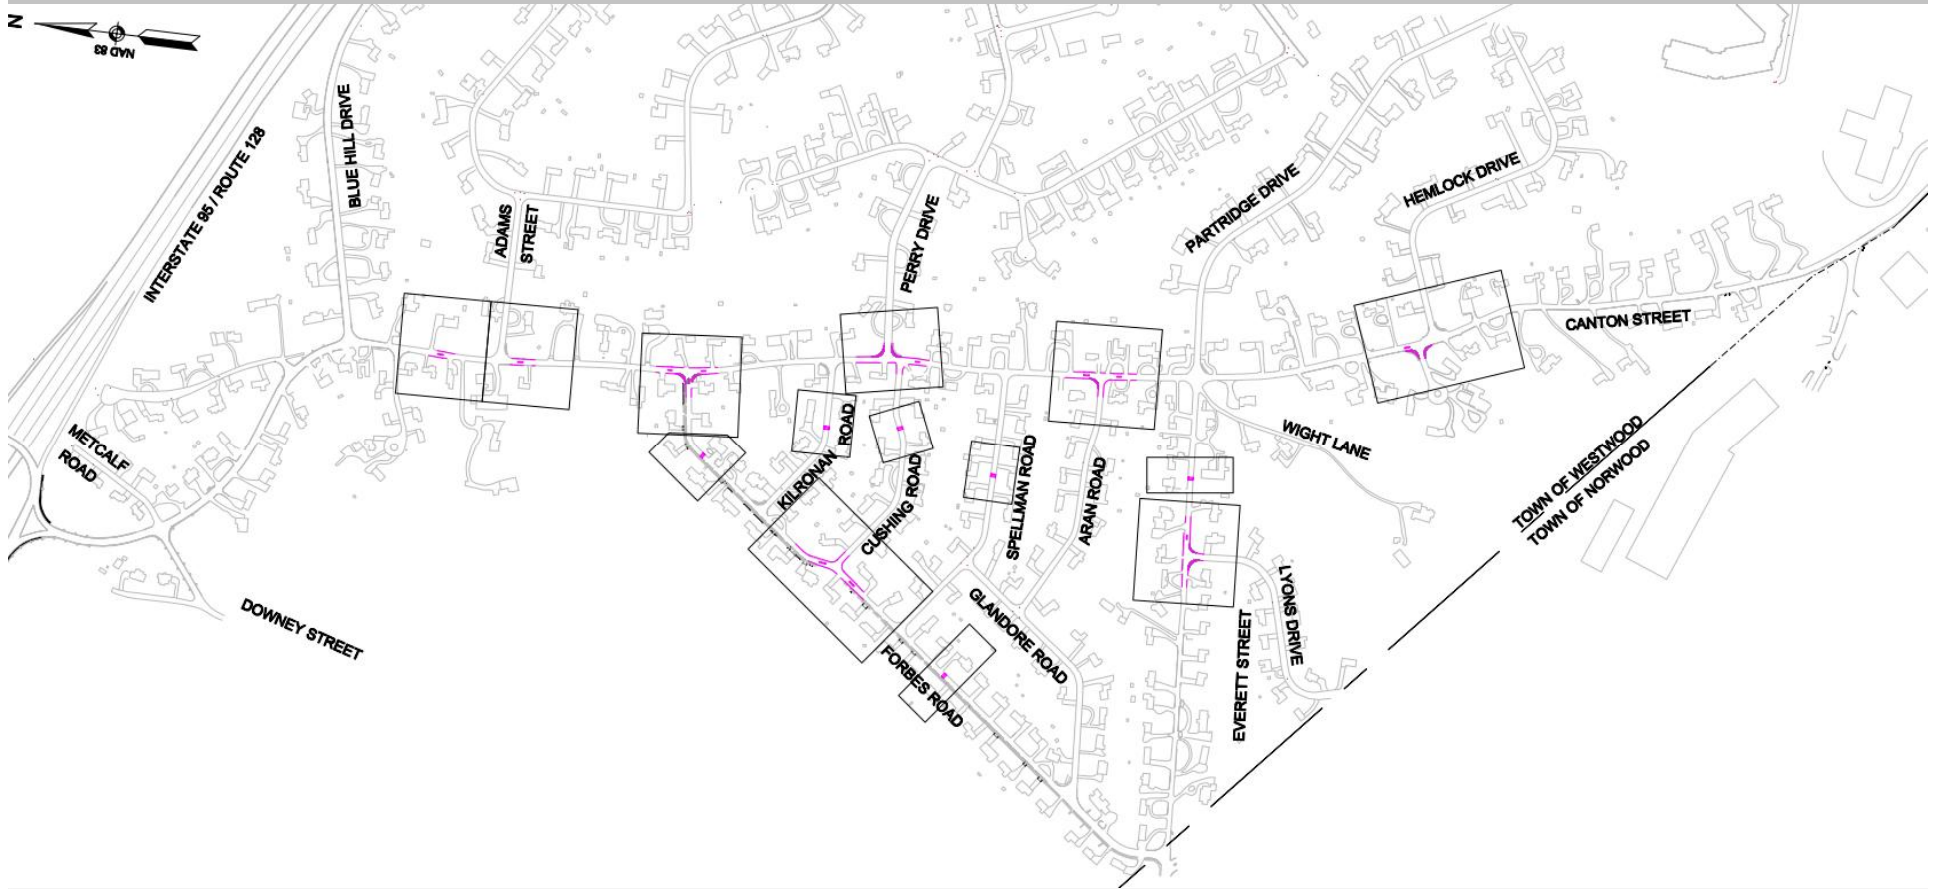 N
NAD 83
INTERSTATE 95 / ROUTE 128
BLUE HILL DRIVE
ADAMS
STREET
PERRY DRIVE
PARTRIDGE DRIVE
HEMLOCK DRIVE
CANTON STREET
METCALF
ROAD
KILRONAN
ROAD
CUSHING ROAD
SPELLMAN ROAD
ARAN ROAD
WIGHT LANE
TOWN OF WESTWOOD
TOWN OF NORWOOD
DOWNEY STREET
FORBES ROAD
GLANDORE ROAD
EVERETT STREET
LYONS DRIVE